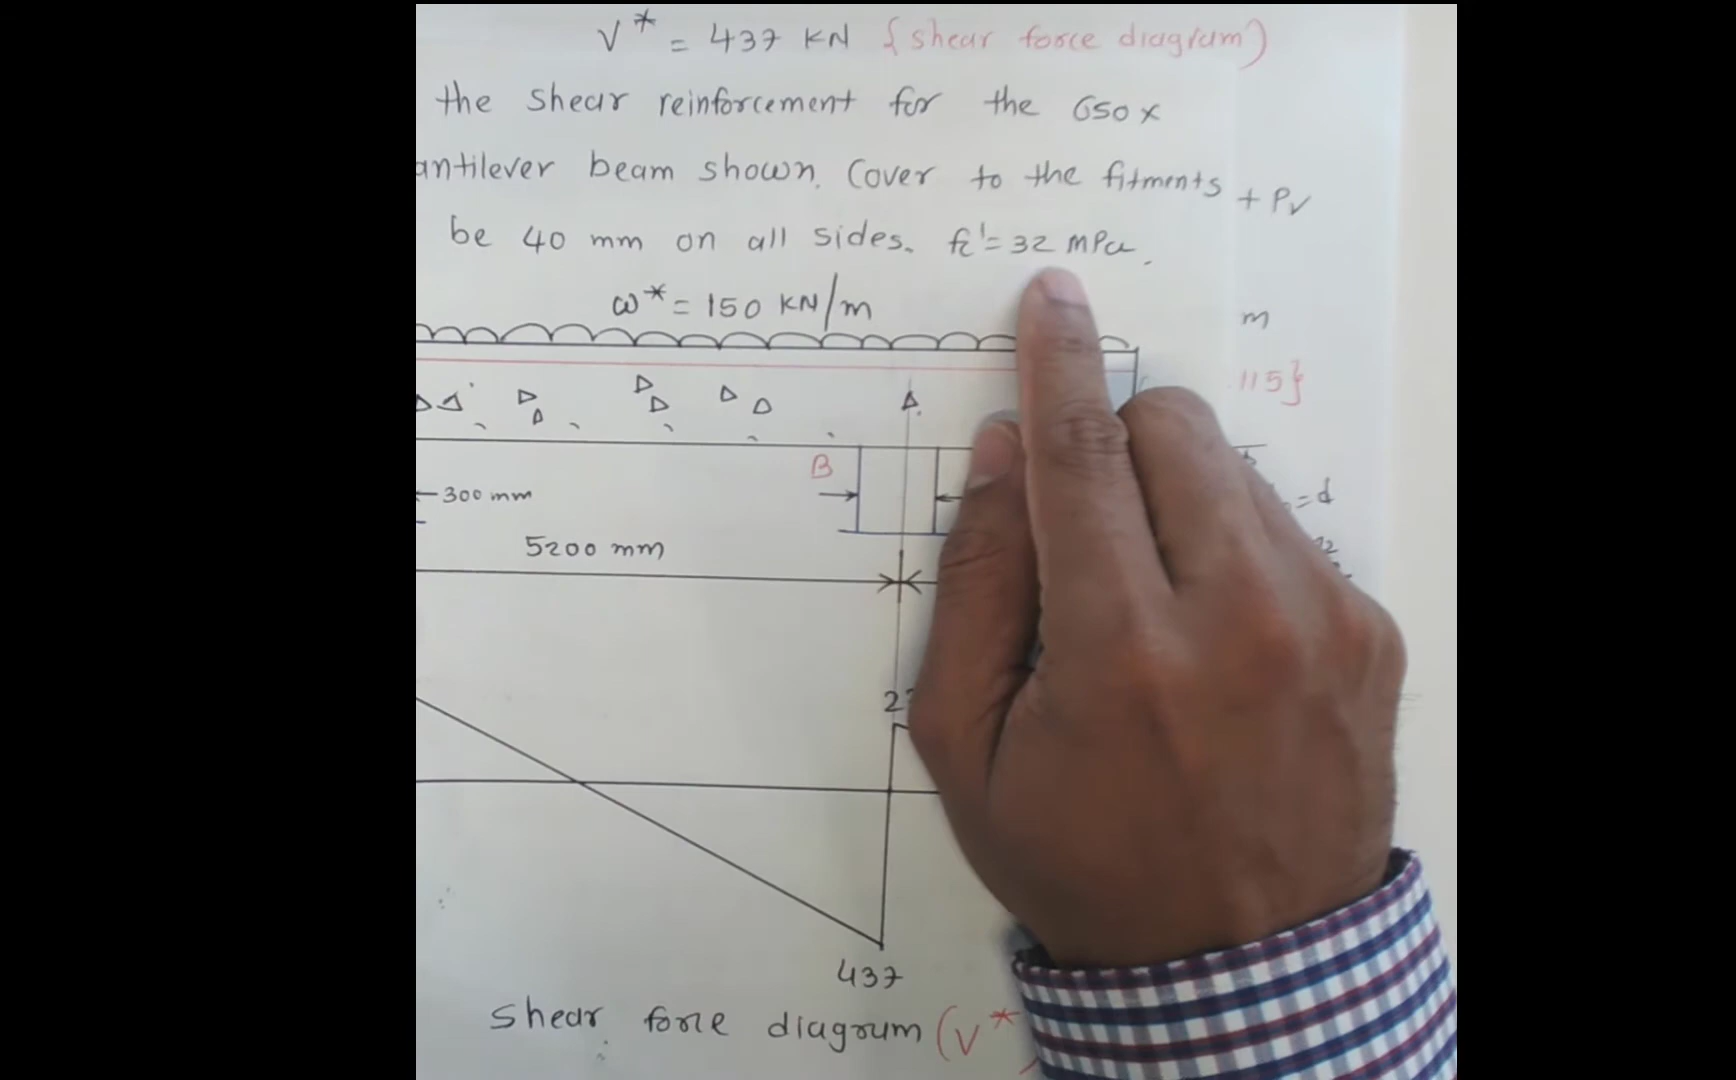 V* = 437 KN {shear force diagram)
the shear reinforcement for the 650 x
antilever beam shown. Cover to the fitments
+ Pv
be 40 mm on all sides. fc' = 32 MPa.
ω* = 150 KN/m
m
115}
B
300 mm
= d
5200 mm
437
Shear force diagram (V*